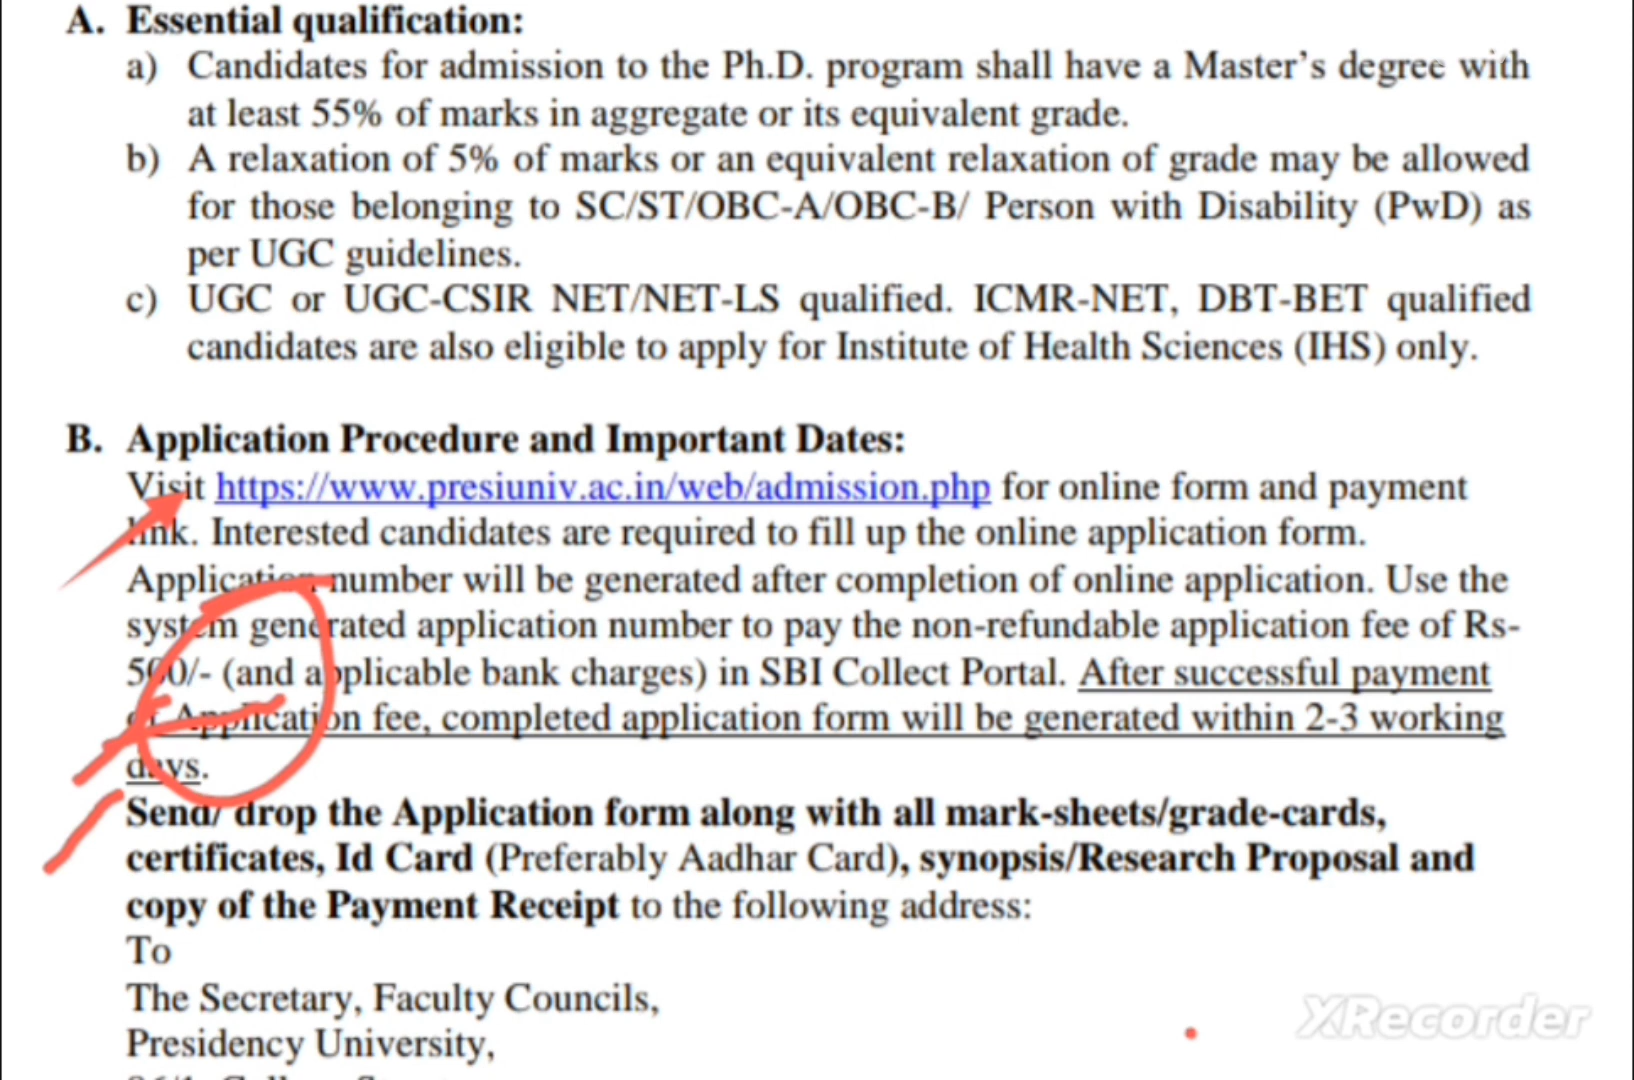 A. Essential qualification:
a) Candidates for admission to the Ph.D. program shall have a Master's degree with
at least 55% of marks in aggregate or its equivalent grade.
b) A relaxation of 5% of marks or an equivalent relaxation of grade may be allowed
for those belonging to SC/ST/OBC-A/OBC-B/ Person with Disability (PwD) as
per UGC guidelines.
c) UGC or UGC-CSIR NET/NET-LS qualified. ICMR-NET, DBT-BET qualified
candidates are also eligible to apply for Institute of Health Sciences (IHS) only.
B. Application Procedure and Important Dates:
Visit https://www.presiuniv.ac.in/web/admission.php for online form and payment
link. Interested candidates are required to fill up the online application form.
Application number will be generated after completion of online application. Use the
system generated application number to pay the non-refundable application fee of Rs-
500/- (and applicable bank charges) in SBI Collect Portal. After successful payment
of Application fee, completed application form will be generated within 2-3 working
days.
Send/ drop the Application form along with all mark-sheets/grade-cards,
certificates, Id Card (Preferably Aadhar Card), synopsis/Research Proposal and
copy of the Payment Receipt to the following address:
To
The Secretary, Faculty Councils,
Presidency University,
XRecorder